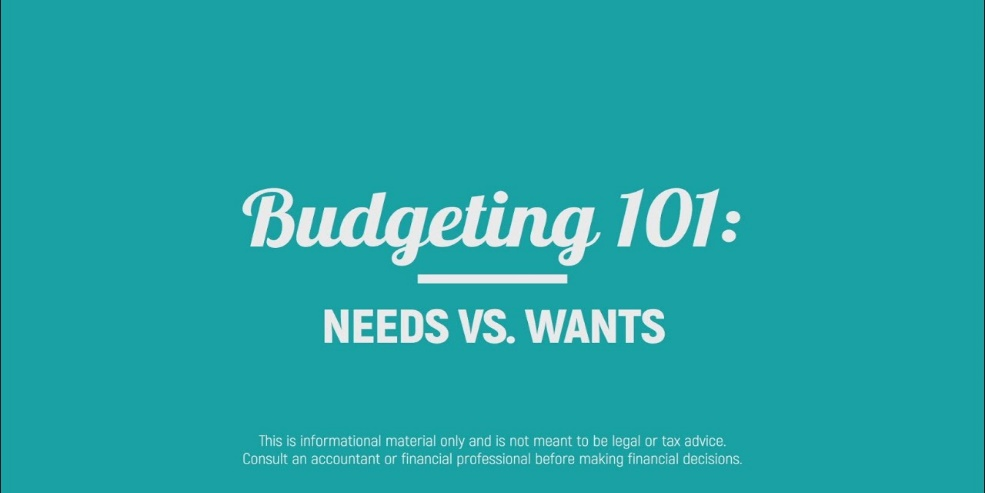 Budgeting 101:
NEEDS VS. WANTS
This is informational material only and is not meant to be legal or tax advice.
Consult an accountant or financial professional before making financial decisions.